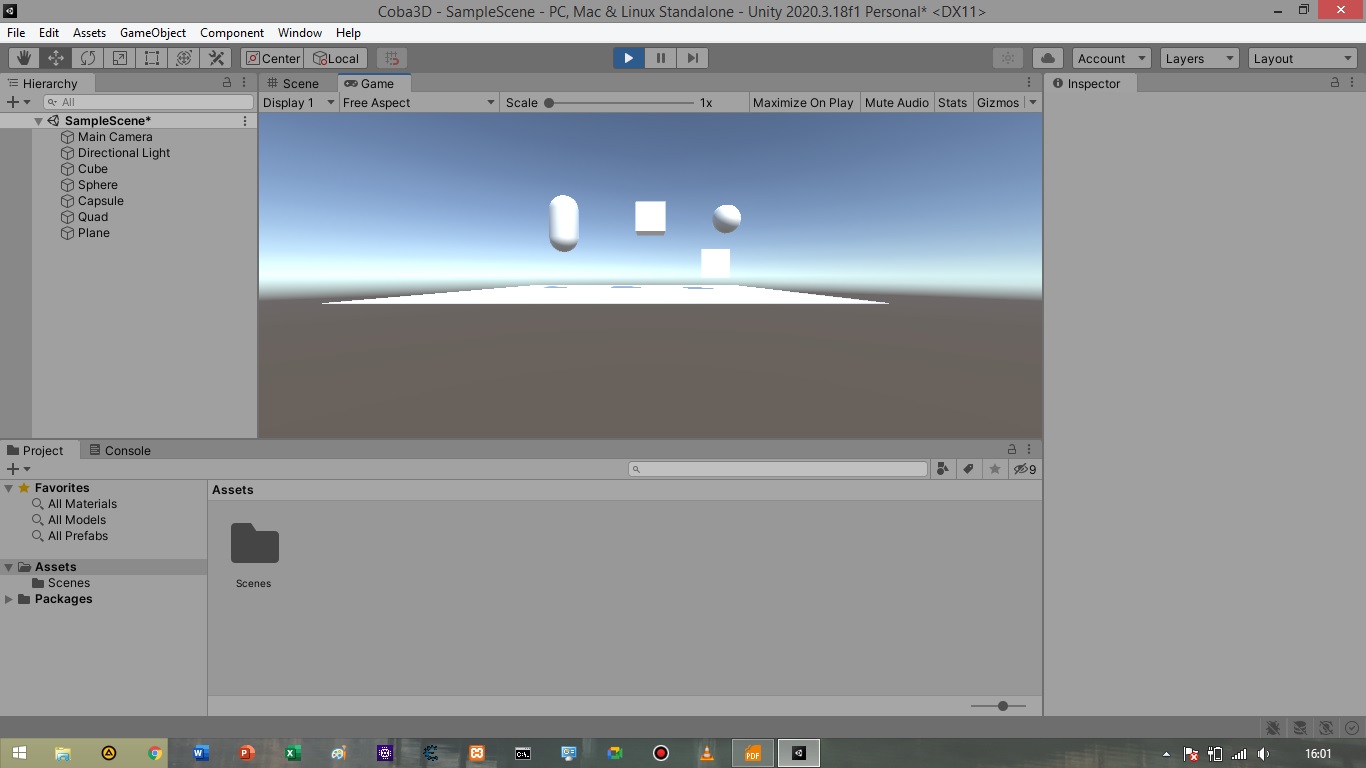 Coba3D - SampleScene - PC, Mac & Linux Standalone - Unity 2020.3.18f1 Personal* <DX11>
File Edit Assets GameObject Component Window Help
Center Local Account Layers Layout
Hierarchy Scene Game Inspector
All Display 1 Free Aspect Scale 1x Maximize On Play Mute Audio Stats Gizmos
SampleScene*
Main Camera
Directional Light
Cube
Sphere
Capsule
Quad
Plane
Project Console
9
Favorites Assets
All Materials
All Models
All Prefabs
Assets
Scenes Scenes
Packages
PDF 16:01